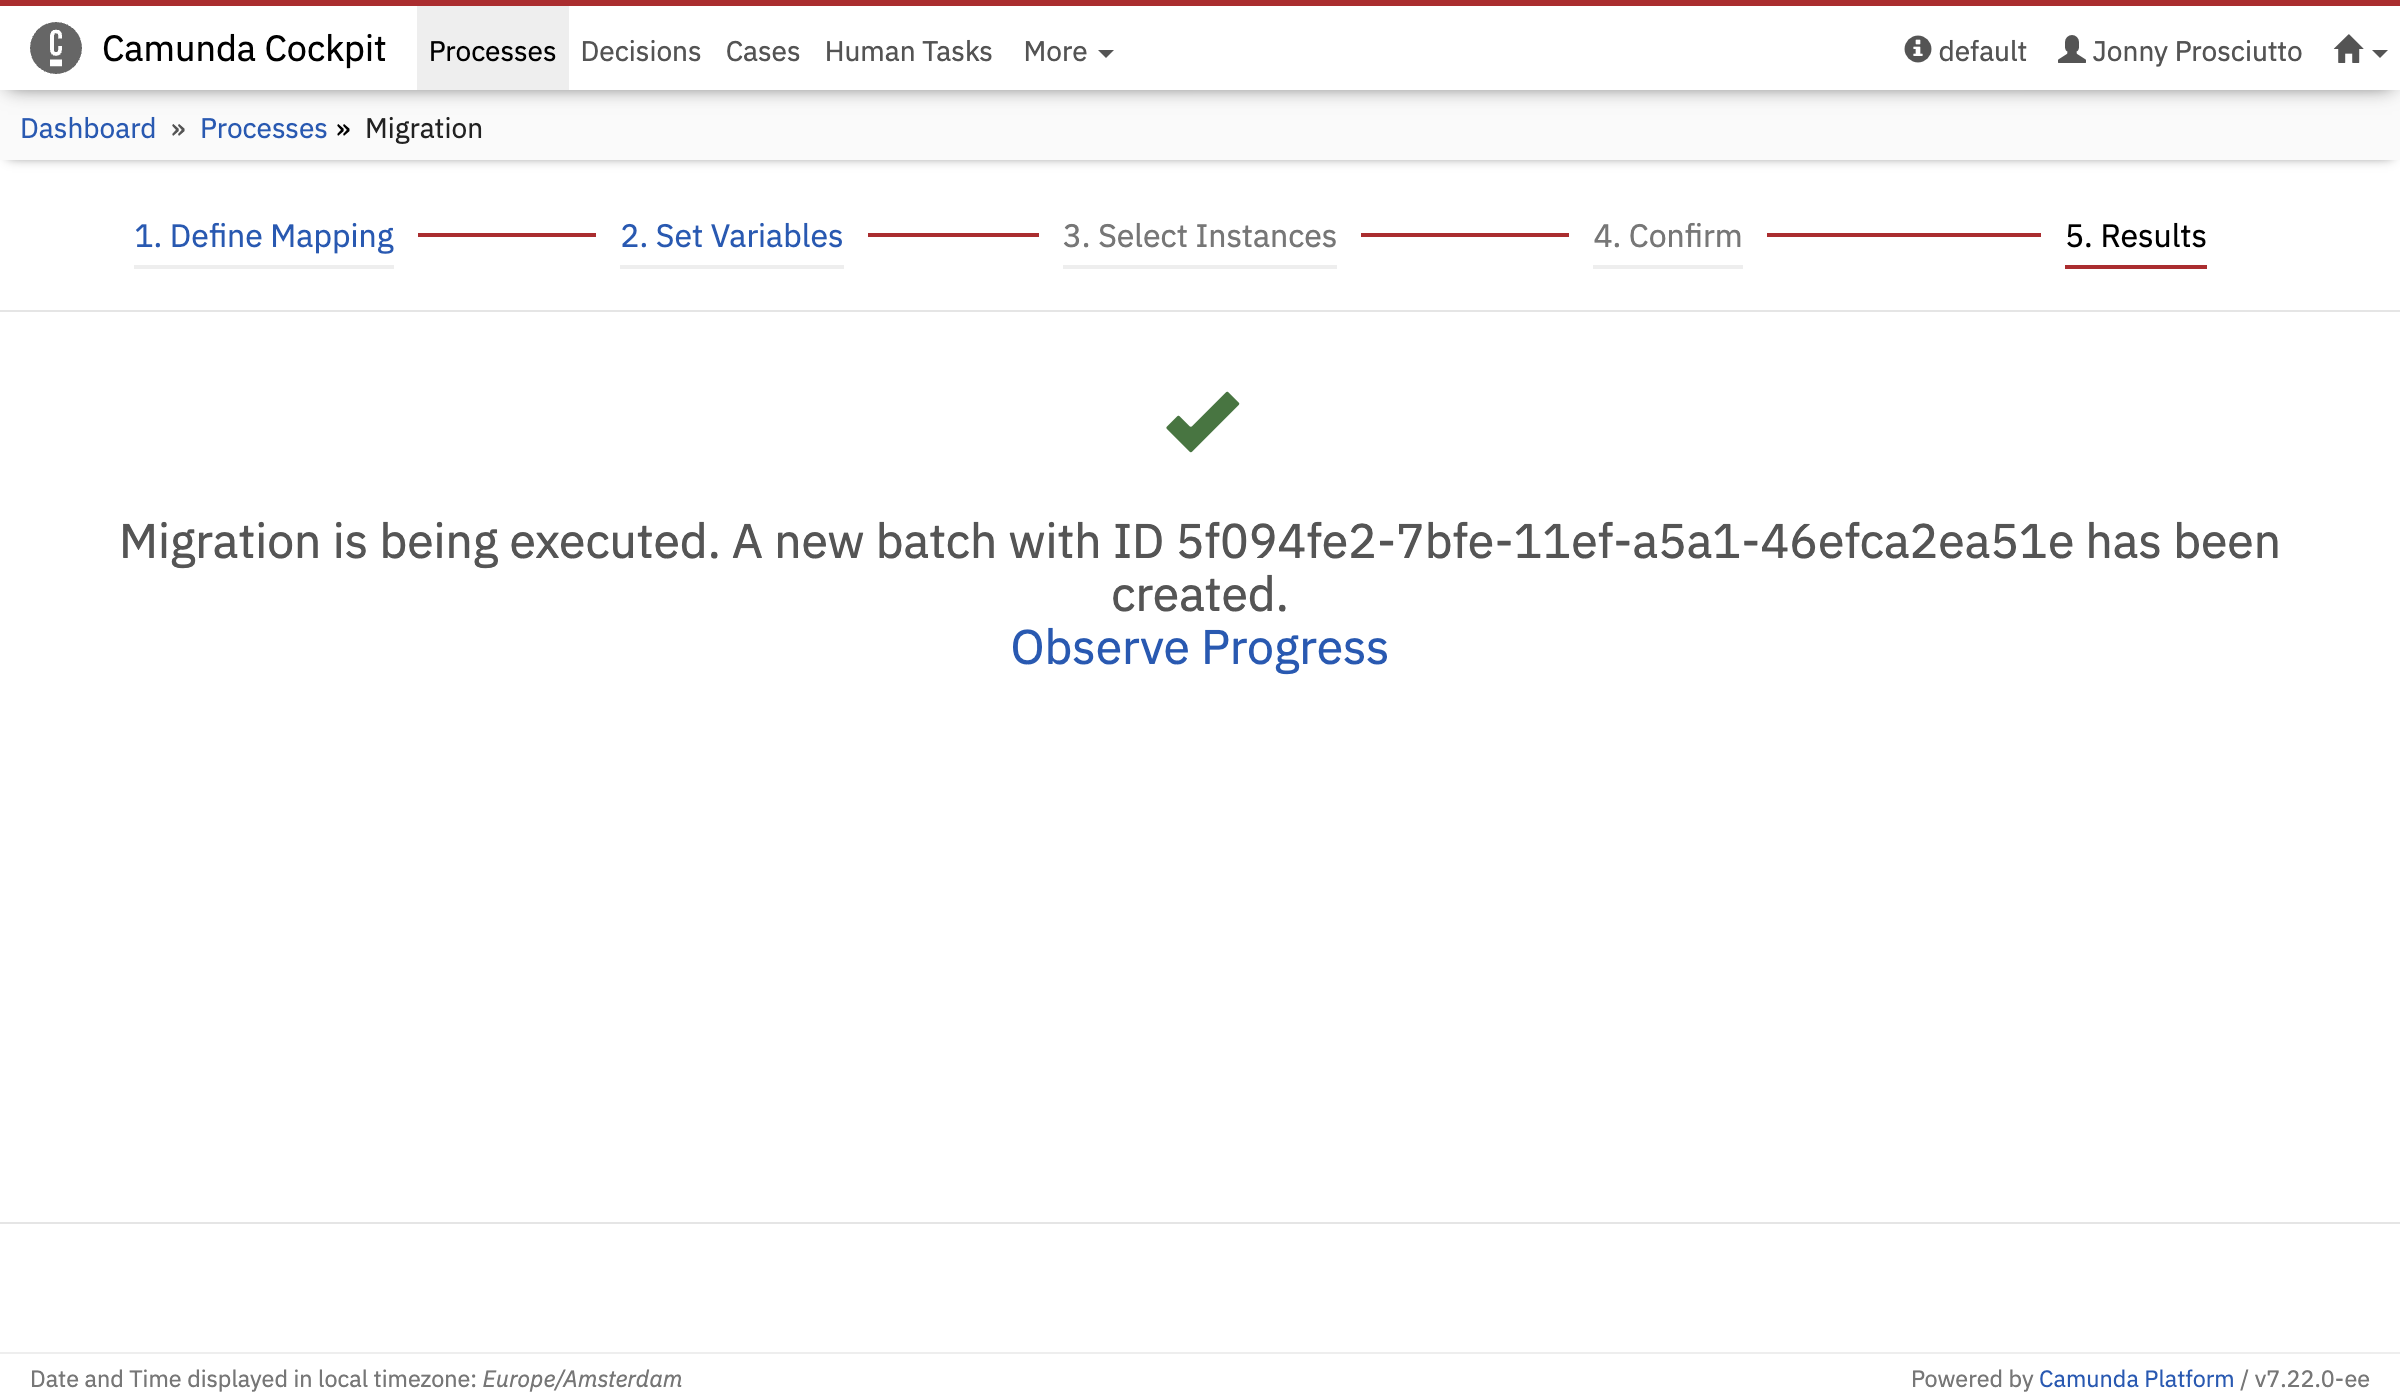 Camunda Cockpit Processes Decisions Cases Human Tasks More default Jonny Prosciutto
Dashboard » Processes » Migration
1. Define Mapping 2. Set Variables 3. Select Instances 4. Confirm 5. Results
Migration is being executed. A new batch with ID 5f094fe2-7bfe-11ef-a5a1-46efca2ea51e has been
created.
Observe Progress
Date and Time displayed in local timezone: Europe/Amsterdam Powered by Camunda Platform / v7.22.0-ee